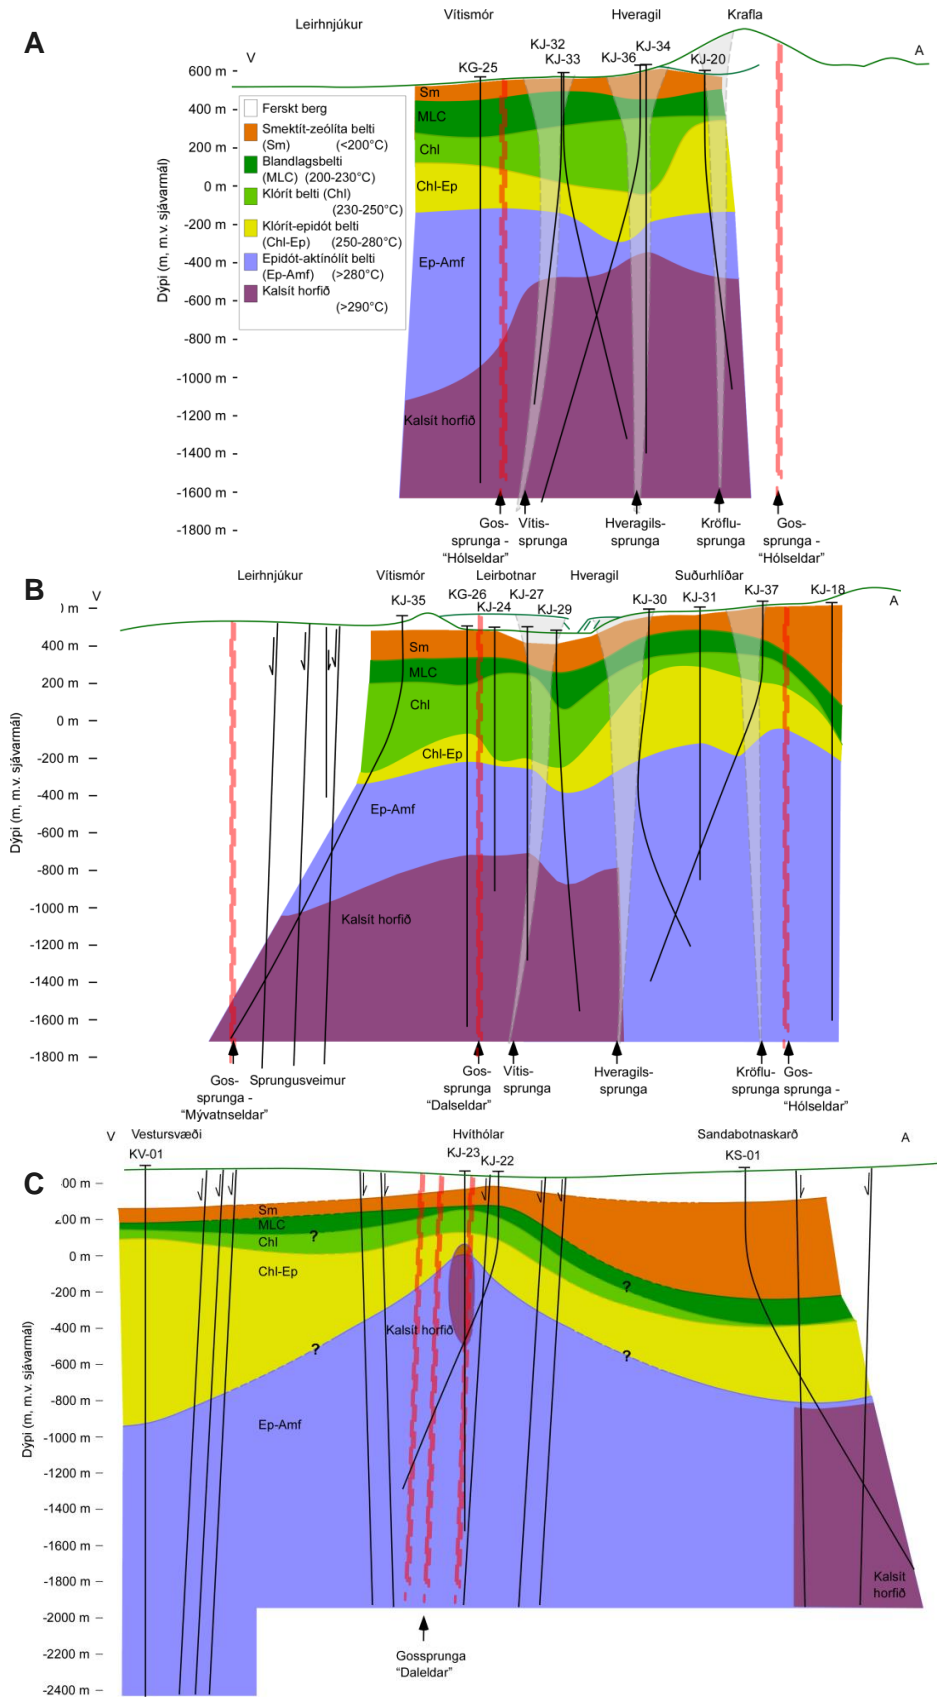 A
Leirhnjúkur
Vítismór
Hveragil
Krafla
V
A
KG-25
KJ-32
KJ-33
KJ-36
KJ-34
KJ-20
600 m
400 m
200 m
0 m
-200 m
-400 m
-600 m
-800 m
-1000 m
-1200 m
-1400 m
-1600 m
-1800 m
Dýpi (m, m.v. sjávarmál)
Ferskt berg
Smektít-zeólíta belti
(Sm) (<200°C)
Blandlagsbelti
(MLC) (200-230°C)
Klórít belti (Chl)
(230-250°C)
Klórít-epidót belti
(Chl-Ep) (250-280°C)
Epidót-aktínólít belti
(Ep-Amf) (>280°C)
Kalsít horfið
(>290°C)
Sm
MLC
Chl
Chl-Ep
Ep-Amf
Kalsít horfið
Gos-
sprunga -
“Hólseldar”
Vítis-
sprunga
Hveragils-
sprunga
Kröflu-
sprunga
Gos-
sprunga -
“Hólseldar”
B
V
Leirhnjúkur
Vítismór
Leirbotnar
Hveragil
Suðurhlíðar
A
KJ-35
KG-26
KJ-24
KJ-27
KJ-29
KJ-30
KJ-31
KJ-37
KJ-18
) m
400 m
200 m
0 m
-200 m
-400 m
-600 m
-800 m
-1000 m
-1200 m
-1400 m
-1600 m
-1800 m
Dýpi (m, m.v. sjávarmál)
Sm
MLC
Chl
Chl-Ep
Ep-Amf
Kalsít horfið
Gos-
sprunga -
“Mývatnseldar”
Sprungusveimur
Gos-
sprunga
“Dalseldar”
Vítis-
sprunga
Hveragils-
sprunga
Kröflu-
sprunga
Gos-
sprunga -
“Hólseldar”
C
V
Vestursvæði
Hvíthólar
Sandabotnaskarð
A
KV-01
KJ-23
KJ-22
KS-01
00 m
200 m
0 m
-200 m
-400 m
-600 m
-800 m
-1000 m
-1200 m
-1400 m
-1600 m
-1800 m
-2000 m
-2200 m
-2400 m
Dýpi (m, m.v. sjávarmál)
Sm
MLC
Chl
?
Chl-Ep
?
Kalsít horfið
?
?
Ep-Amf
Kalsít
horfið
Gossprunga
“Daleldar”